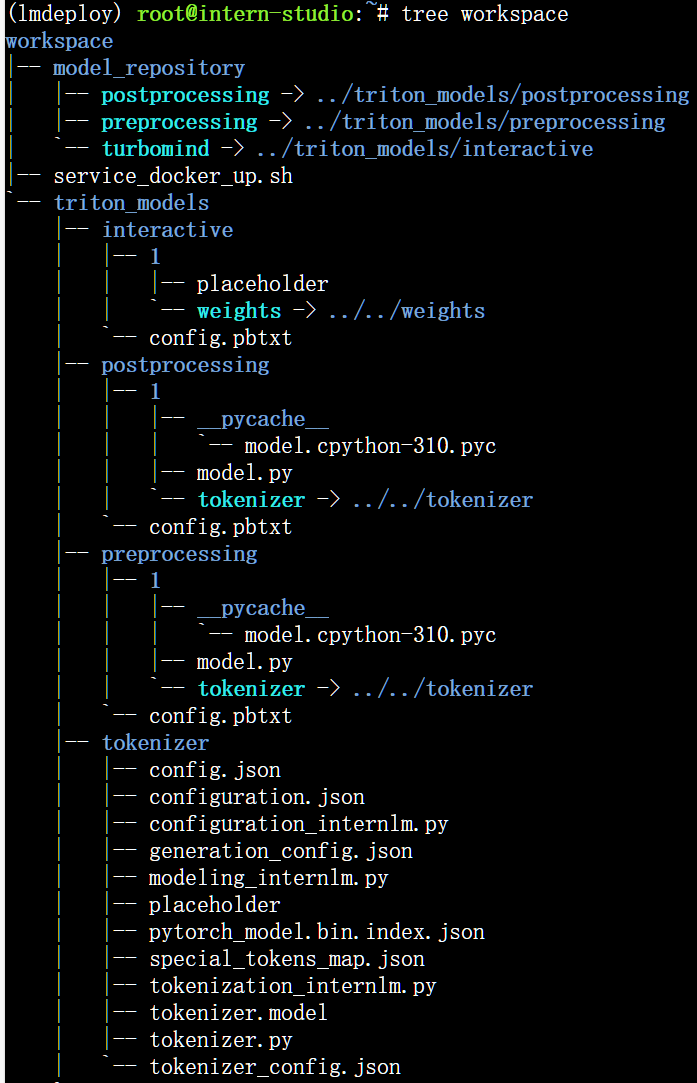 (lmdeploy) root@intern-studio:~# tree workspace
workspace
|-- model_repository
|   |-- postprocessing -> ../triton_models/postprocessing
|   |-- preprocessing -> ../triton_models/preprocessing
|   `-- turbomind -> ../triton_models/interactive
|-- service_docker_up.sh
`-- triton_models
    |-- interactive
    |   |-- 1
    |   |   |-- placeholder
    |   |   `-- weights -> ../../weights
    |   `-- config.pbtxt
    |-- postprocessing
    |   |-- 1
    |   |   |-- __pycache__
    |   |   |   `-- model.cpython-310.pyc
    |   |   |-- model.py
    |   |   `-- tokenizer -> ../../tokenizer
    |   `-- config.pbtxt
    |-- preprocessing
    |   |-- 1
    |   |   |-- __pycache__
    |   |   |   `-- model.cpython-310.pyc
    |   |   |-- model.py
    |   |   `-- tokenizer -> ../../tokenizer
    |   `-- config.pbtxt
    |-- tokenizer
    |   |-- config.json
    |   |-- configuration.json
    |   |-- configuration_internlm.py
    |   |-- generation_config.json
    |   |-- modeling_internlm.py
    |   |-- placeholder
    |   |-- pytorch_model.bin.index.json
    |   |-- special_tokens_map.json
    |   |-- tokenization_internlm.py
    |   |-- tokenizer.model
    |   |-- tokenizer.py
    |   `-- tokenizer_config.json